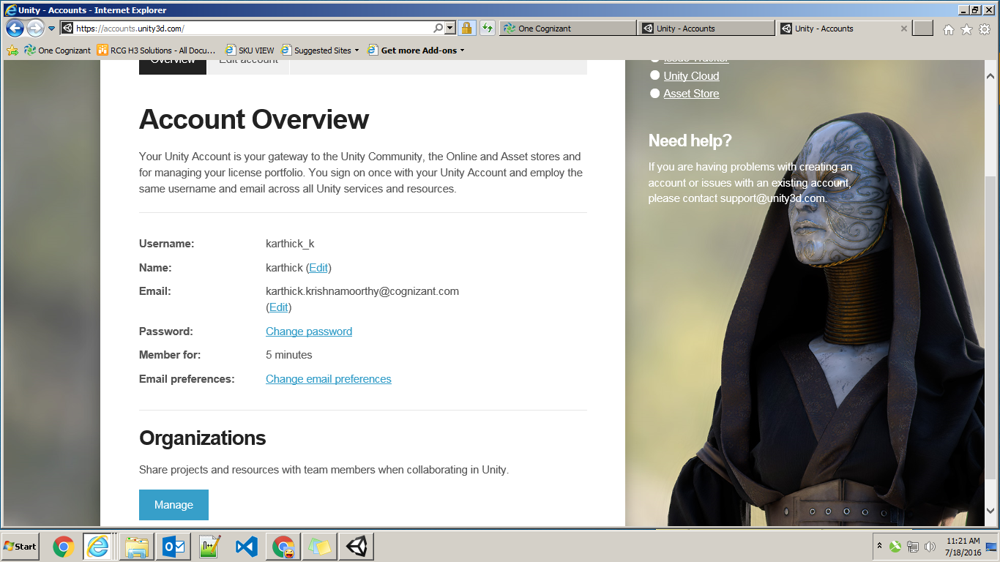 Unity - Accounts - Internet Explorer
https://accounts.unity3d.com/
One Cognizant
Unity - Accounts
Unity - Accounts
One Cognizant
RCG H3 Solutions - All Docu...
SKU VIEW
Suggested Sites
Get more Add-ons
Overview
Edit account
Account Overview
Your Unity Account is your gateway to the Unity Community, the Online and Asset stores and
for managing your license portfolio. You sign on once with your Unity Account and employ the
same username and email across all Unity services and resources.
Username: karthick_k
Name: karthick (Edit)
Email: karthick.krishnamoorthy@cognizant.com
(Edit)
Password: Change password
Member for: 5 minutes
Email preferences: Change email preferences
Organizations
Share projects and resources with team members when collaborating in Unity.
Manage
Issue Tracker
Unity Cloud
Asset Store
Need help?
If you are having problems with creating an
account or issues with an existing account,
please contact support@unity3d.com.
Start
11:21 AM
7/18/2016